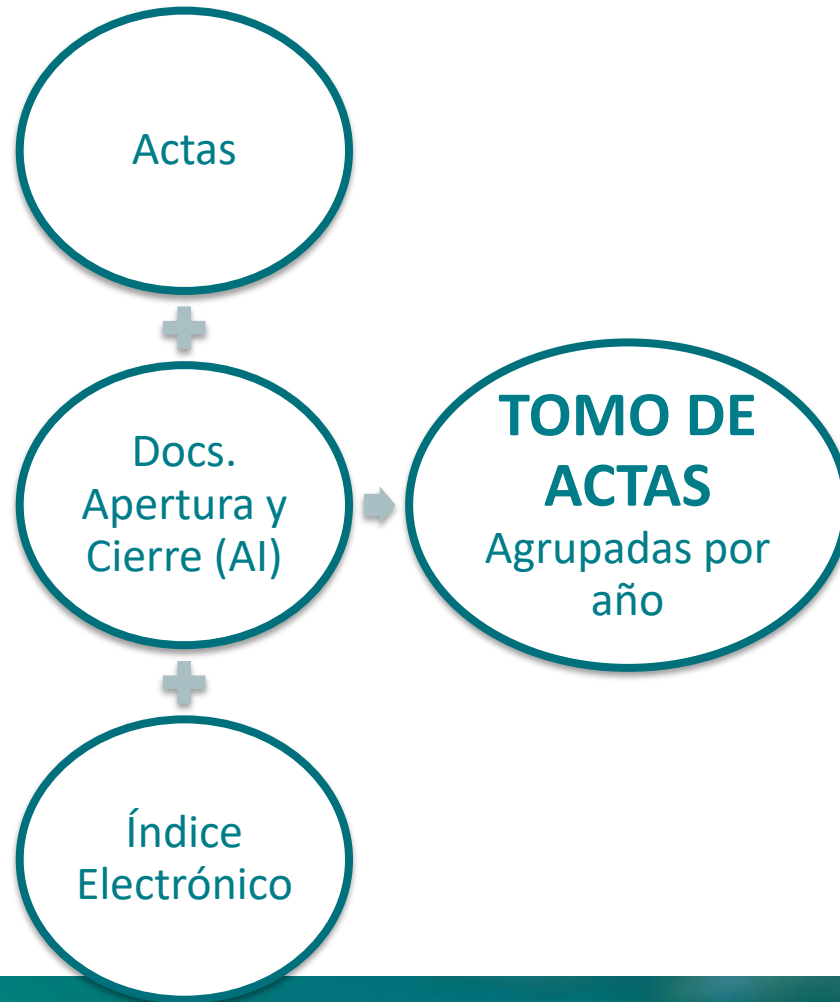 Actas
Docs.
Apertura y
Cierre (AI)
Índice
Electrónico
TOMO DE
ACTAS
Agrupadas por
año